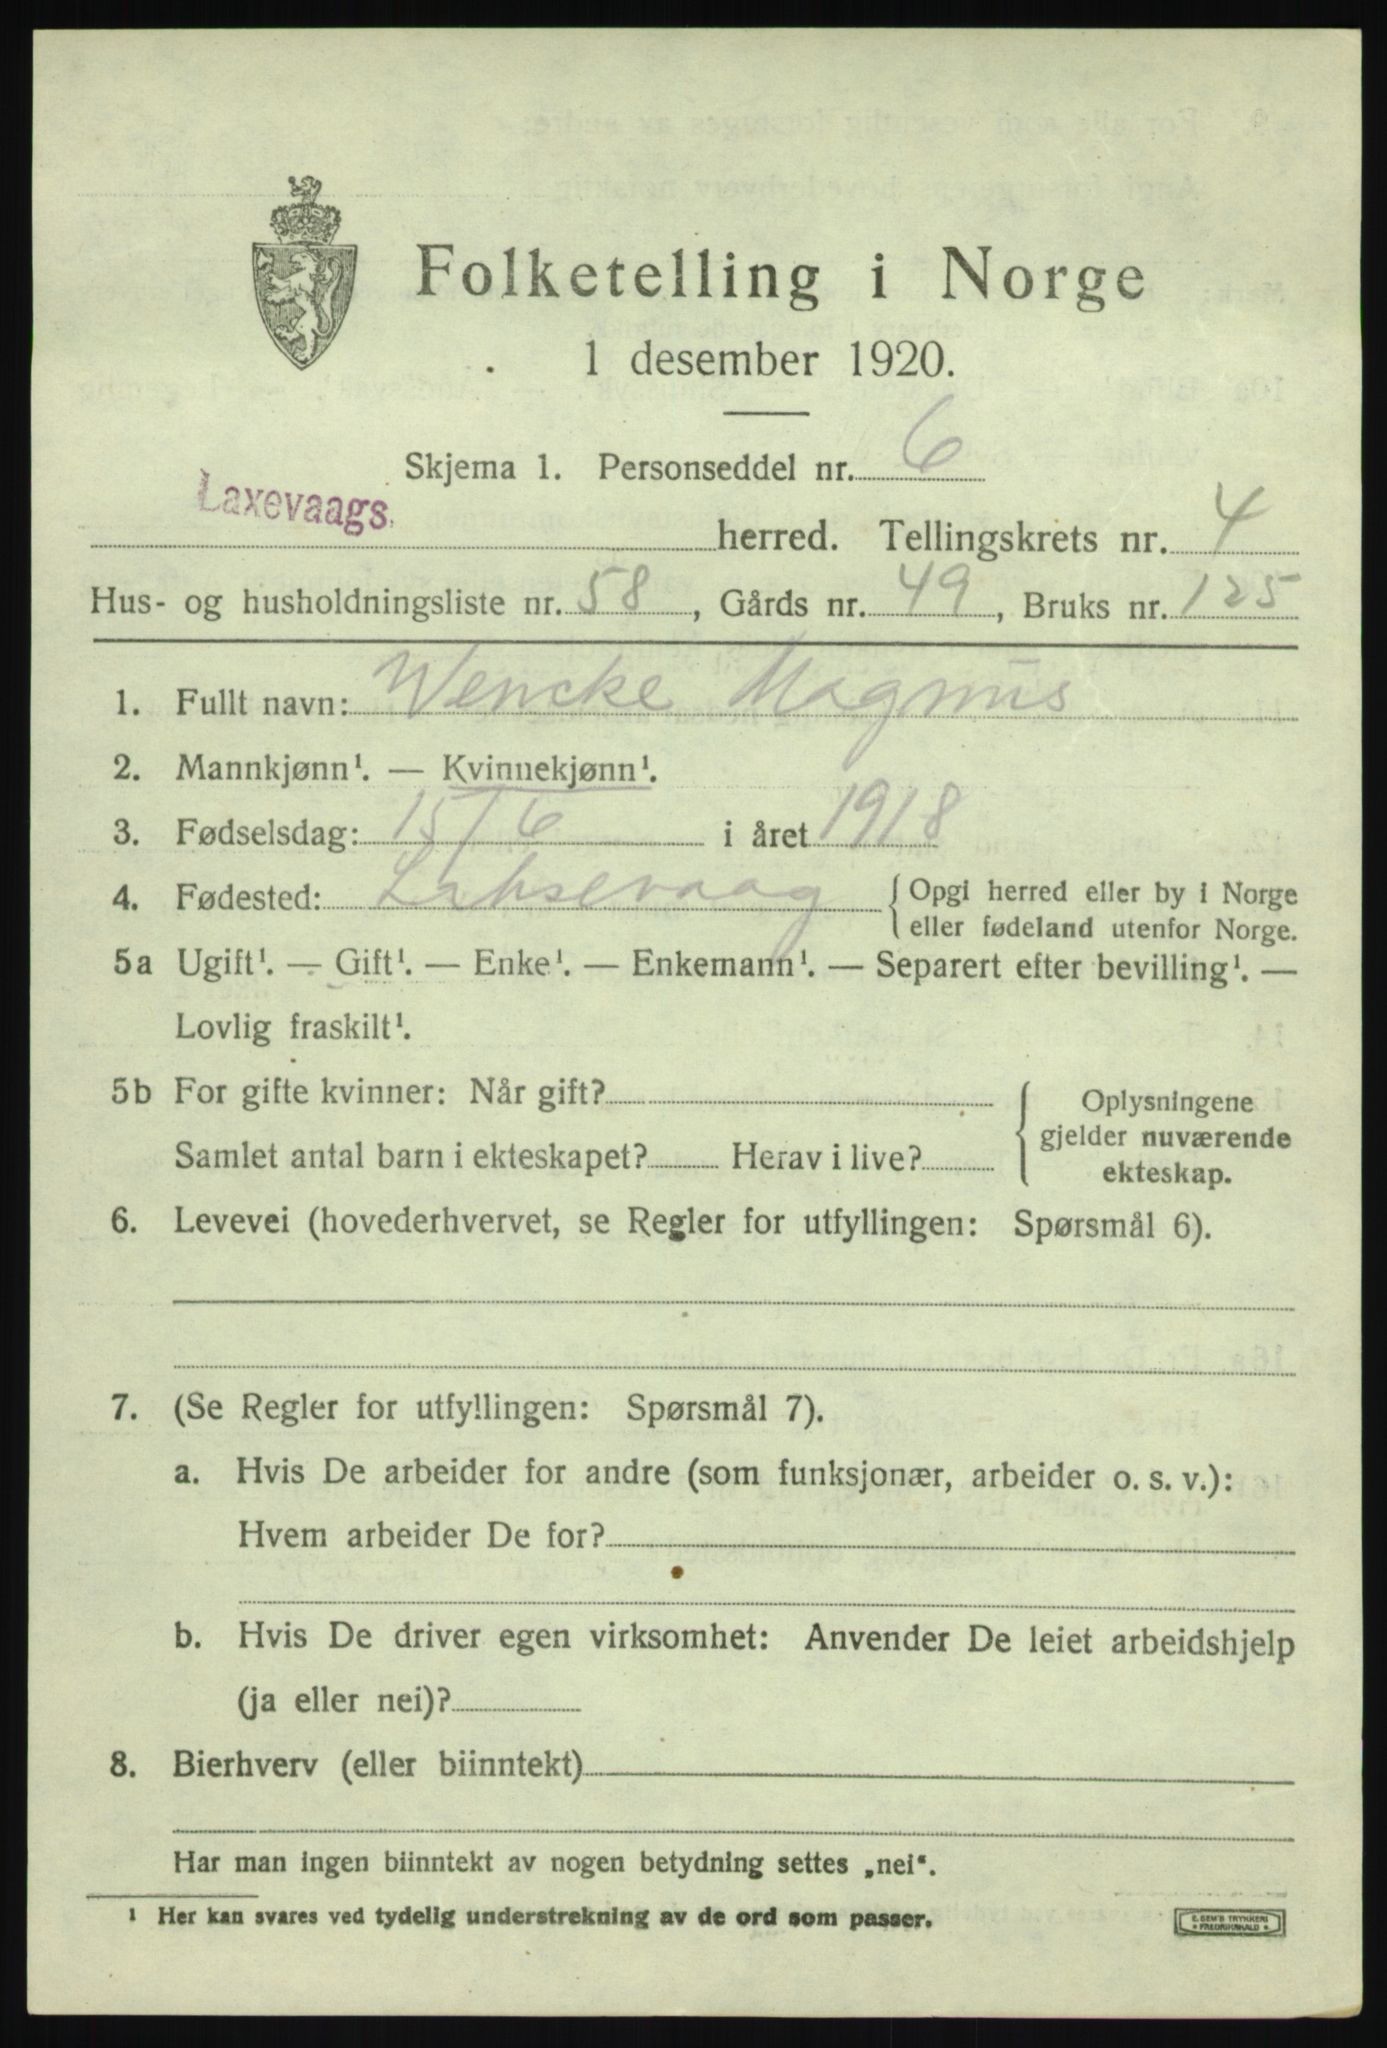 Folketelling i Norge
1 desember 1920.
Skjema 1. Personseddel nr. 6
Laxevaags herred. Tellingskrets nr. 4
Hus- og husholdningsliste nr. 58, Gårds nr. 49, Bruks nr. 125
1. Fullt navn: Wencke Magnus
2. Mannkjønn¹. — Kvinnekjønn¹.
3. Fødselsdag: 15/6 i året 1918
4. Fødested: Laksevaag { Opgi herred eller by i Norge
eller fødeland utenfor Norge.
5a Ugift¹. — Gift¹. — Enke¹. — Enkemann¹. — Separert efter bevilling¹. —
Lovlig fraskilt¹.
5b For gifte kvinner: Når gift?
Samlet antal barn i ekteskapet? Herav i live?
{ Oplysningene
gjelder nuværende
ekteskap.
6. Levevei (hovederhvervet, se Regler for utfyllingen: Spørsmål 6).
7. (Se Regler for utfyllingen: Spørsmål 7).
a. Hvis De arbeider for andre (som funksjonær, arbeider o. s. v.):
Hvem arbeider De for?
b. Hvis De driver egen virksomhet: Anvender De leiet arbeidshjelp
(ja eller nei)?
8. Bierhverv (eller biinntekt)
Har man ingen biinntekt av nogen betydning settes „nei“.
¹ Her kan svares ved tydelig understrekning av de ord som passer.
E. SEM'S TRYKKERI
FREDRIKSHALD